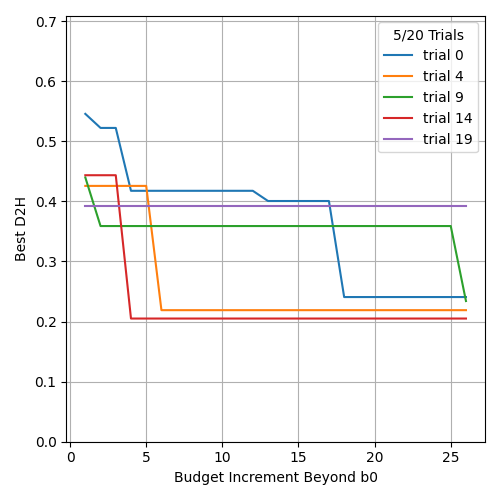 5/20 Trials
trial 0
trial 4
trial 9
trial 14
trial 19
0.7
0.6
0.5
0.4
0.3
0.2
0.1
0.0
Best D2H
0 5 10 15 20 25
Budget Increment Beyond b0